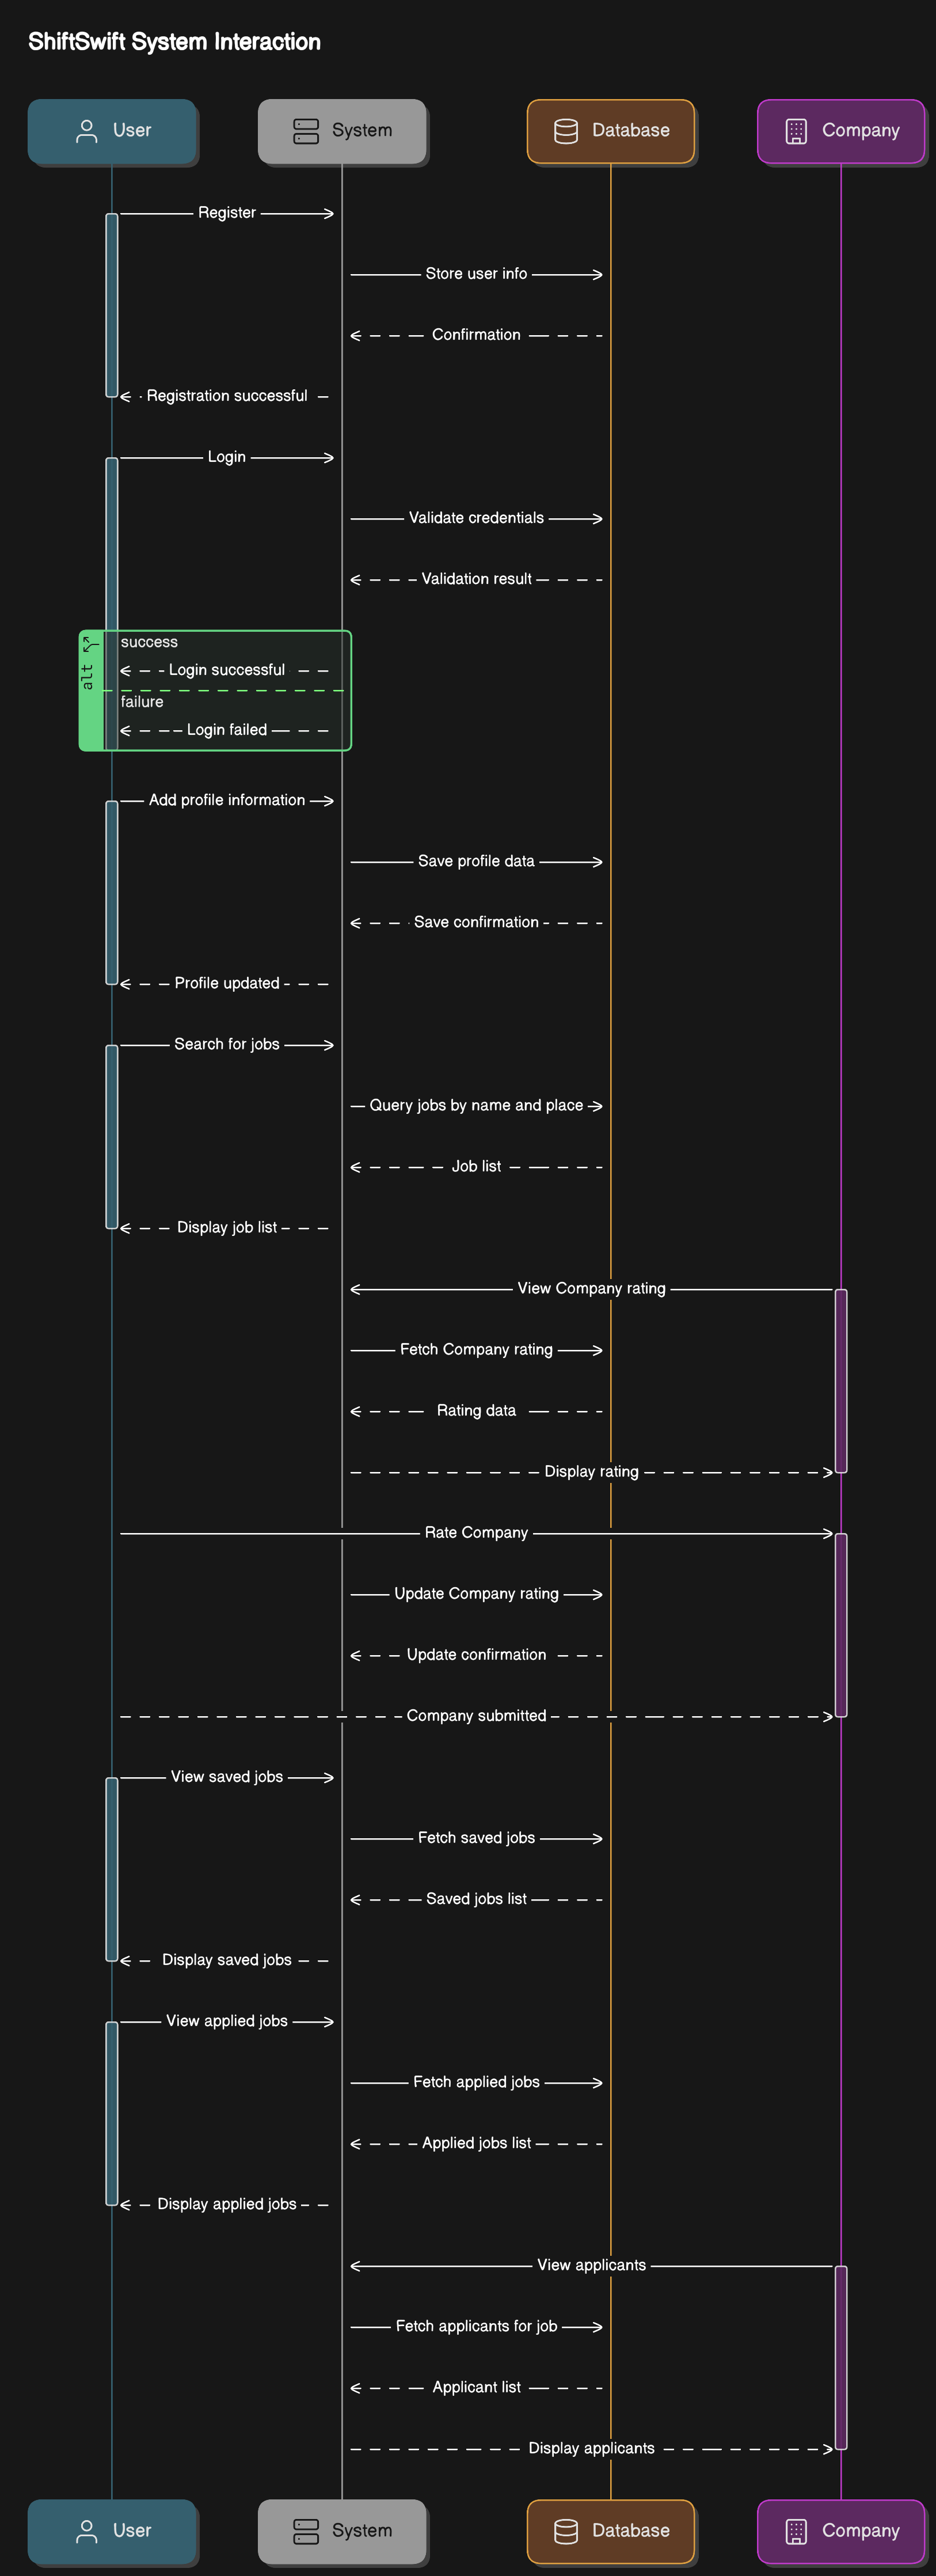 ShiftSwift System Interaction
User
System
Database
Company
Register
Store user info
Confirmation
Registration successful
Login
Validate credentials
Validation result
alt
success
Login successful
failure
Login failed
Add profile information
Save profile data
Save confirmation
Profile updated
Search for jobs
Query jobs by name and place
Job list
Display job list
View Company rating
Fetch Company rating
Rating data
Display rating
Rate Company
Update Company rating
Update confirmation
Company submitted
View saved jobs
Fetch saved jobs
Saved jobs list
Display saved jobs
View applied jobs
Fetch applied jobs
Applied jobs list
Display applied jobs
View applicants
Fetch applicants for job
Applicant list
Display applicants
User
System
Database
Company